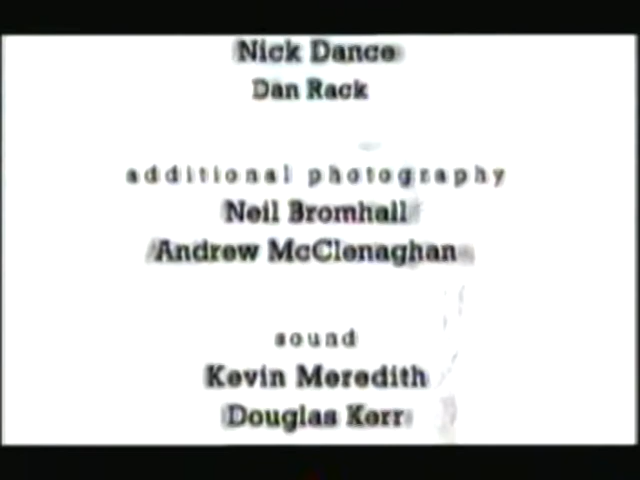 Nick Dance
Dan Rack
additional photography
Neil Bromhall
Andrew McClenaghan
sound
Kevin Meredith
Douglas Kerr